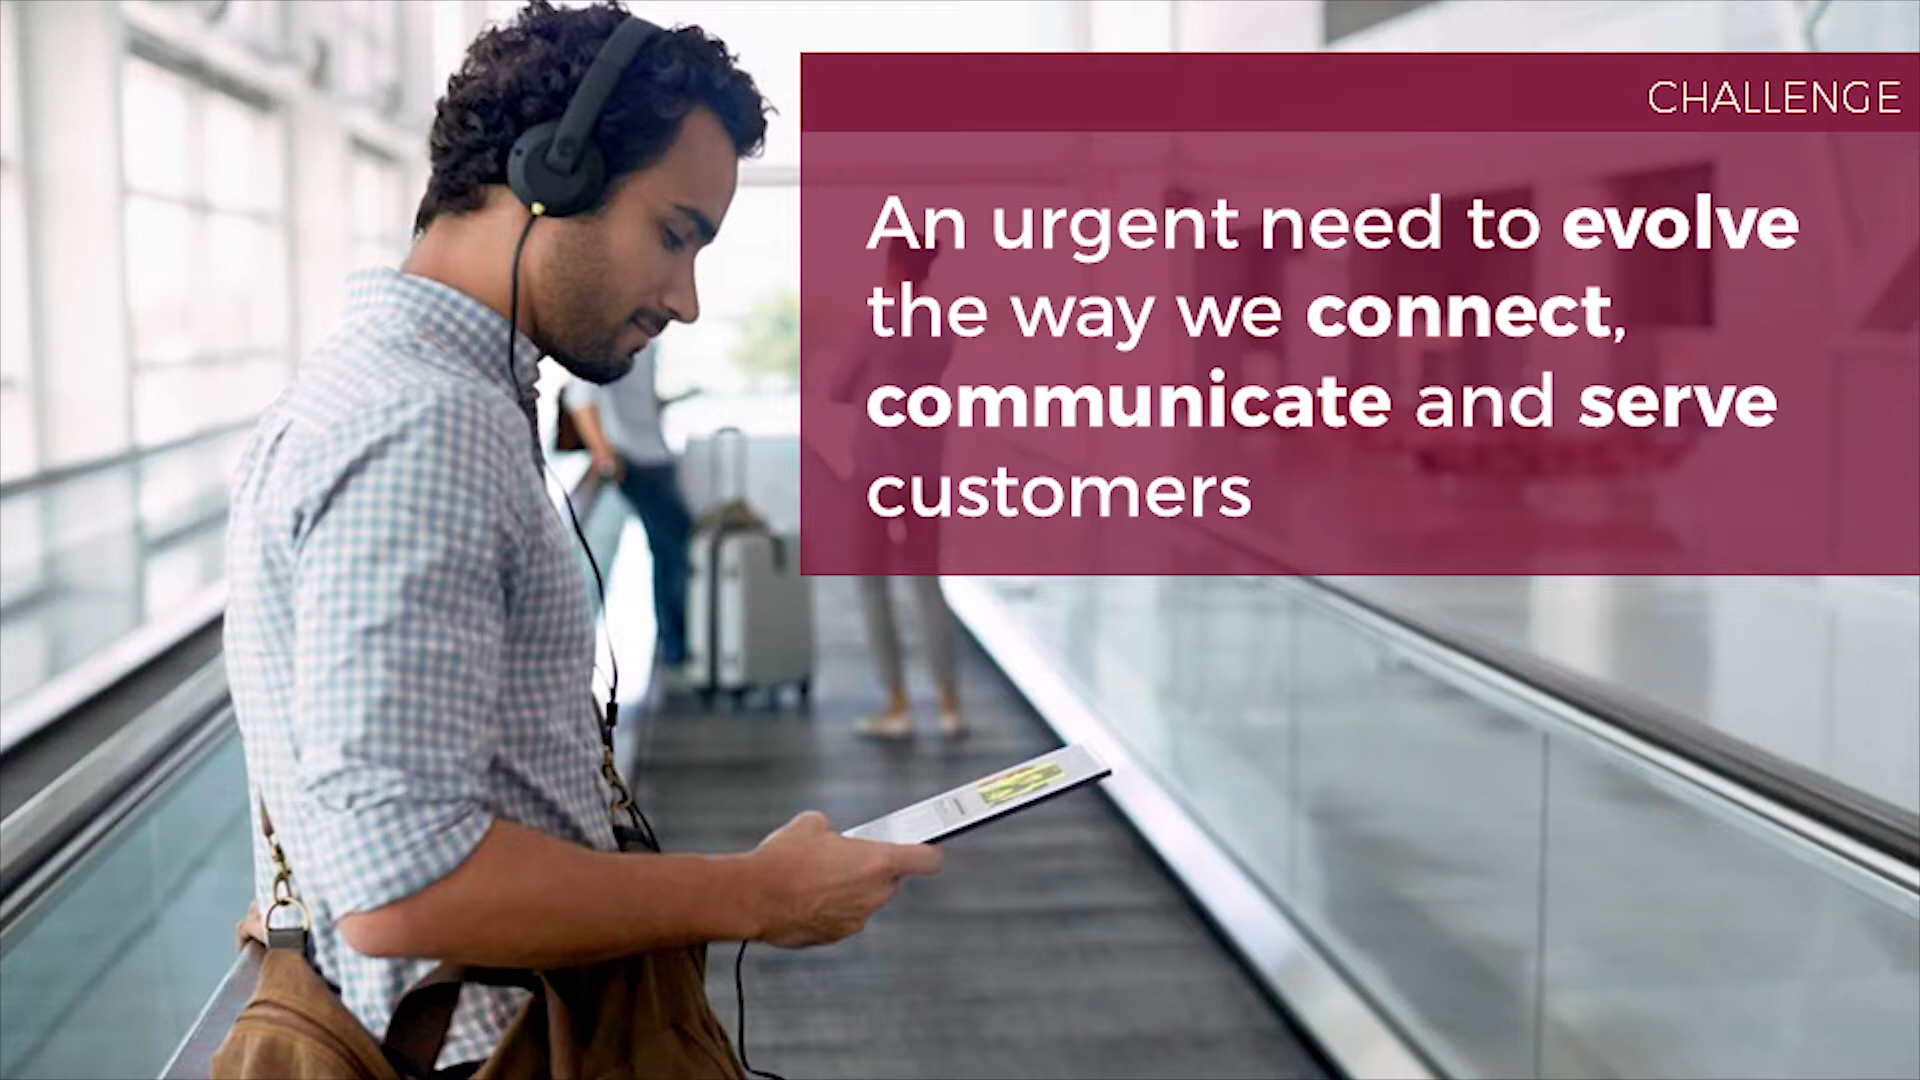 CHALLENGE
An urgent need to evolve
the way we connect,
communicate and serve
customers